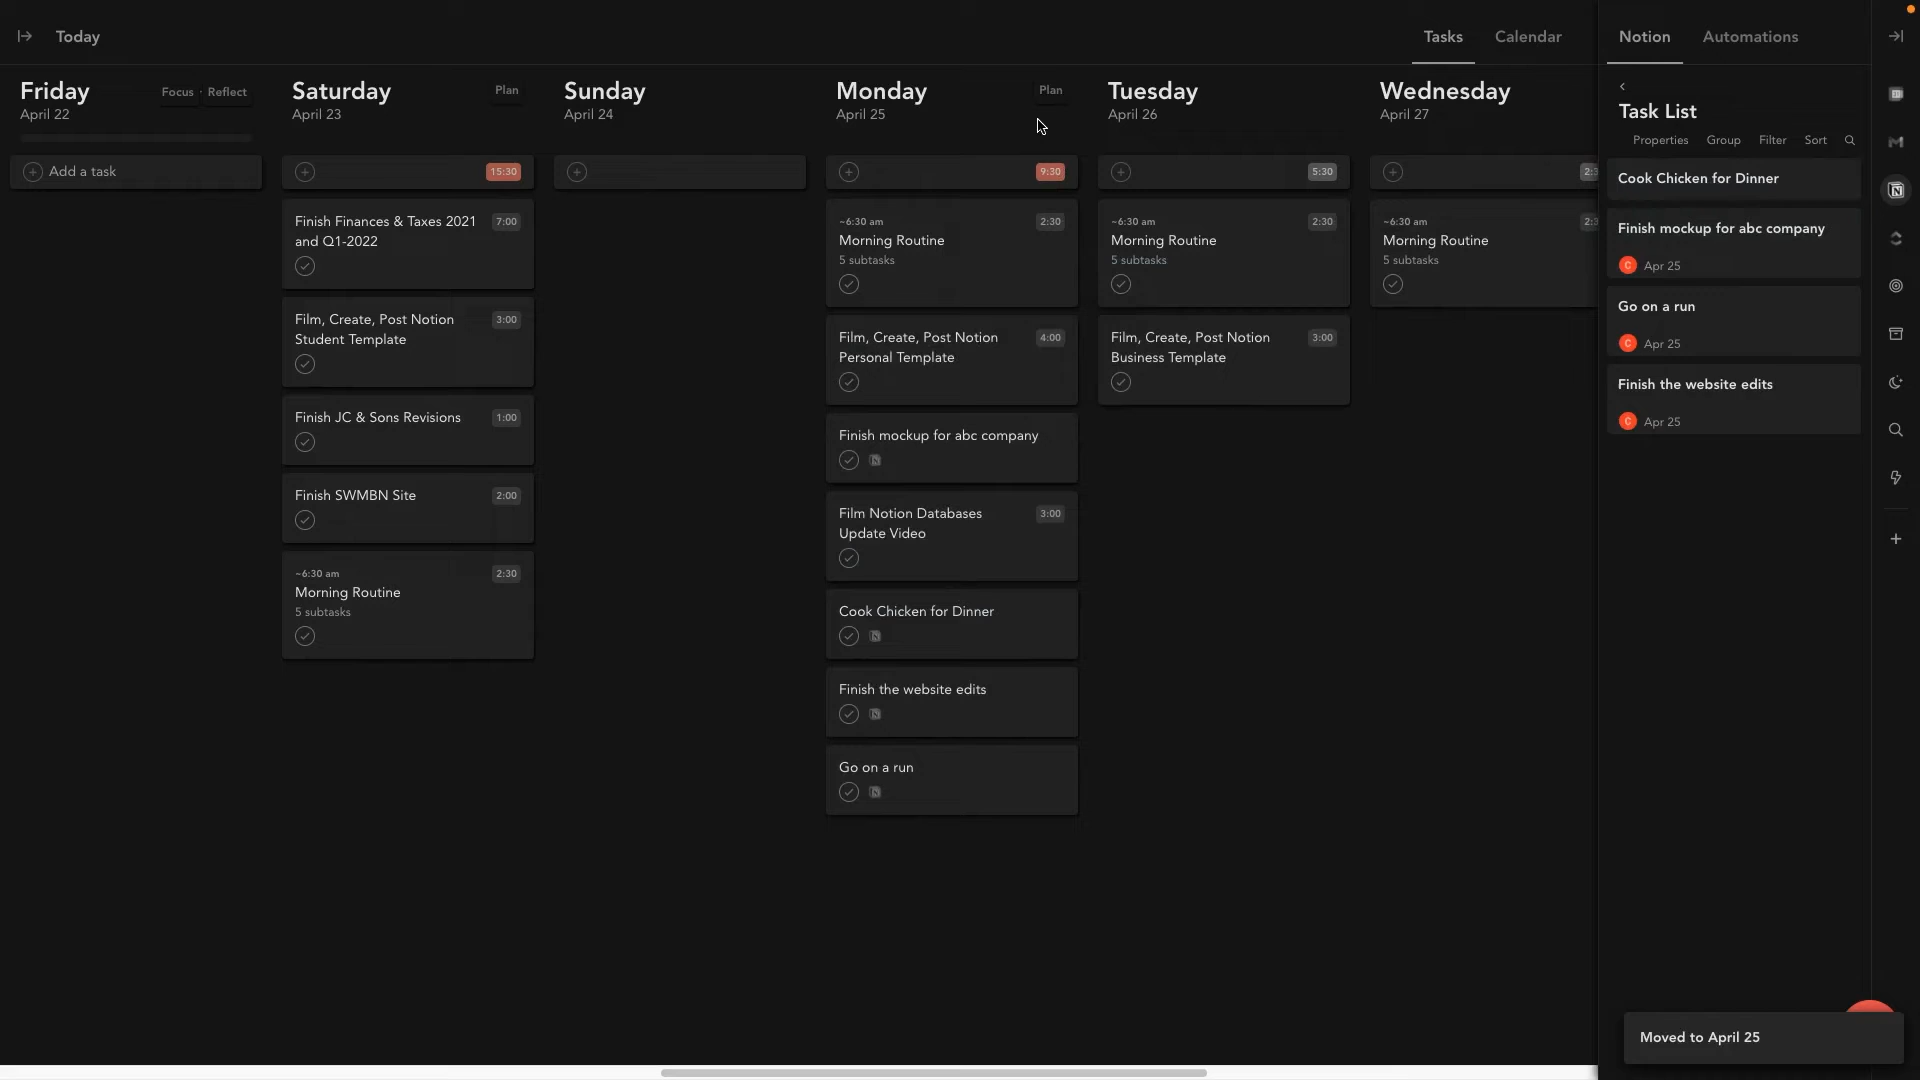 Today
Tasks
Calendar
Notion
Automations
Friday
April 22
Focus · Reflect
Add a task
Saturday
April 23
Plan
15:30
Finish Finances & Taxes 2021
and Q1-2022
7:00
Film, Create, Post Notion
Student Template
3:00
Finish JC & Sons Revisions
1:00
Finish SWMBN Site
2:00
~6:30 am
2:30
Morning Routine
5 subtasks
Sunday
April 24
Monday
April 25
Plan
9:30
~6:30 am
2:30
Morning Routine
5 subtasks
Film, Create, Post Notion
Personal Template
4:00
Finish mockup for abc company
Film Notion Databases
Update Video
3:00
Cook Chicken for Dinner
Finish the website edits
Go on a run
Tuesday
April 26
5:30
~6:30 am
2:30
Morning Routine
5 subtasks
Film, Create, Post Notion
Business Template
3:00
Wednesday
April 27
~6:30 am
Morning Routine
5 subtasks
Task List
Properties
Group
Filter
Sort
Cook Chicken for Dinner
Finish mockup for abc company
C Apr 25
Go on a run
C Apr 25
Finish the website edits
C Apr 25
Moved to April 25